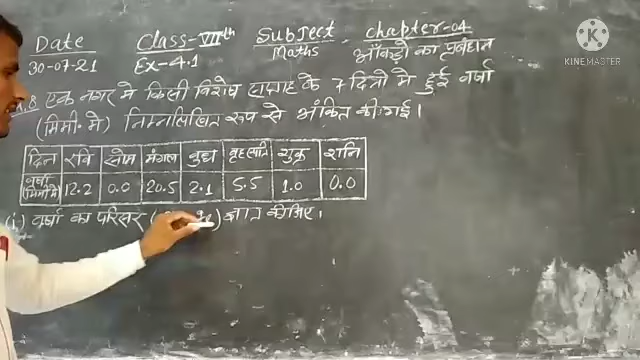 Date Class-VIIth Subject chapter-04
30-07-21 Ex-4.1 Maths आँकड़ो का प्रबंधन
8 एक नगर मे किसी विशेष सप्ताह के 7 दिनो मे हुई वर्षा
(मिमी॰ मे) निम्नलिखित रूप से अंकित की गई।
दिन रवि सोम मंगल बुध वृहस्पति शुक्र शनि
वर्षा (मिमी मे) 12.2 0.0 20.5 2.1 5.5 1.0 0.0
(i) वर्षा का परिसर ( ) ज्ञात कीजिए।
KINEMASTER